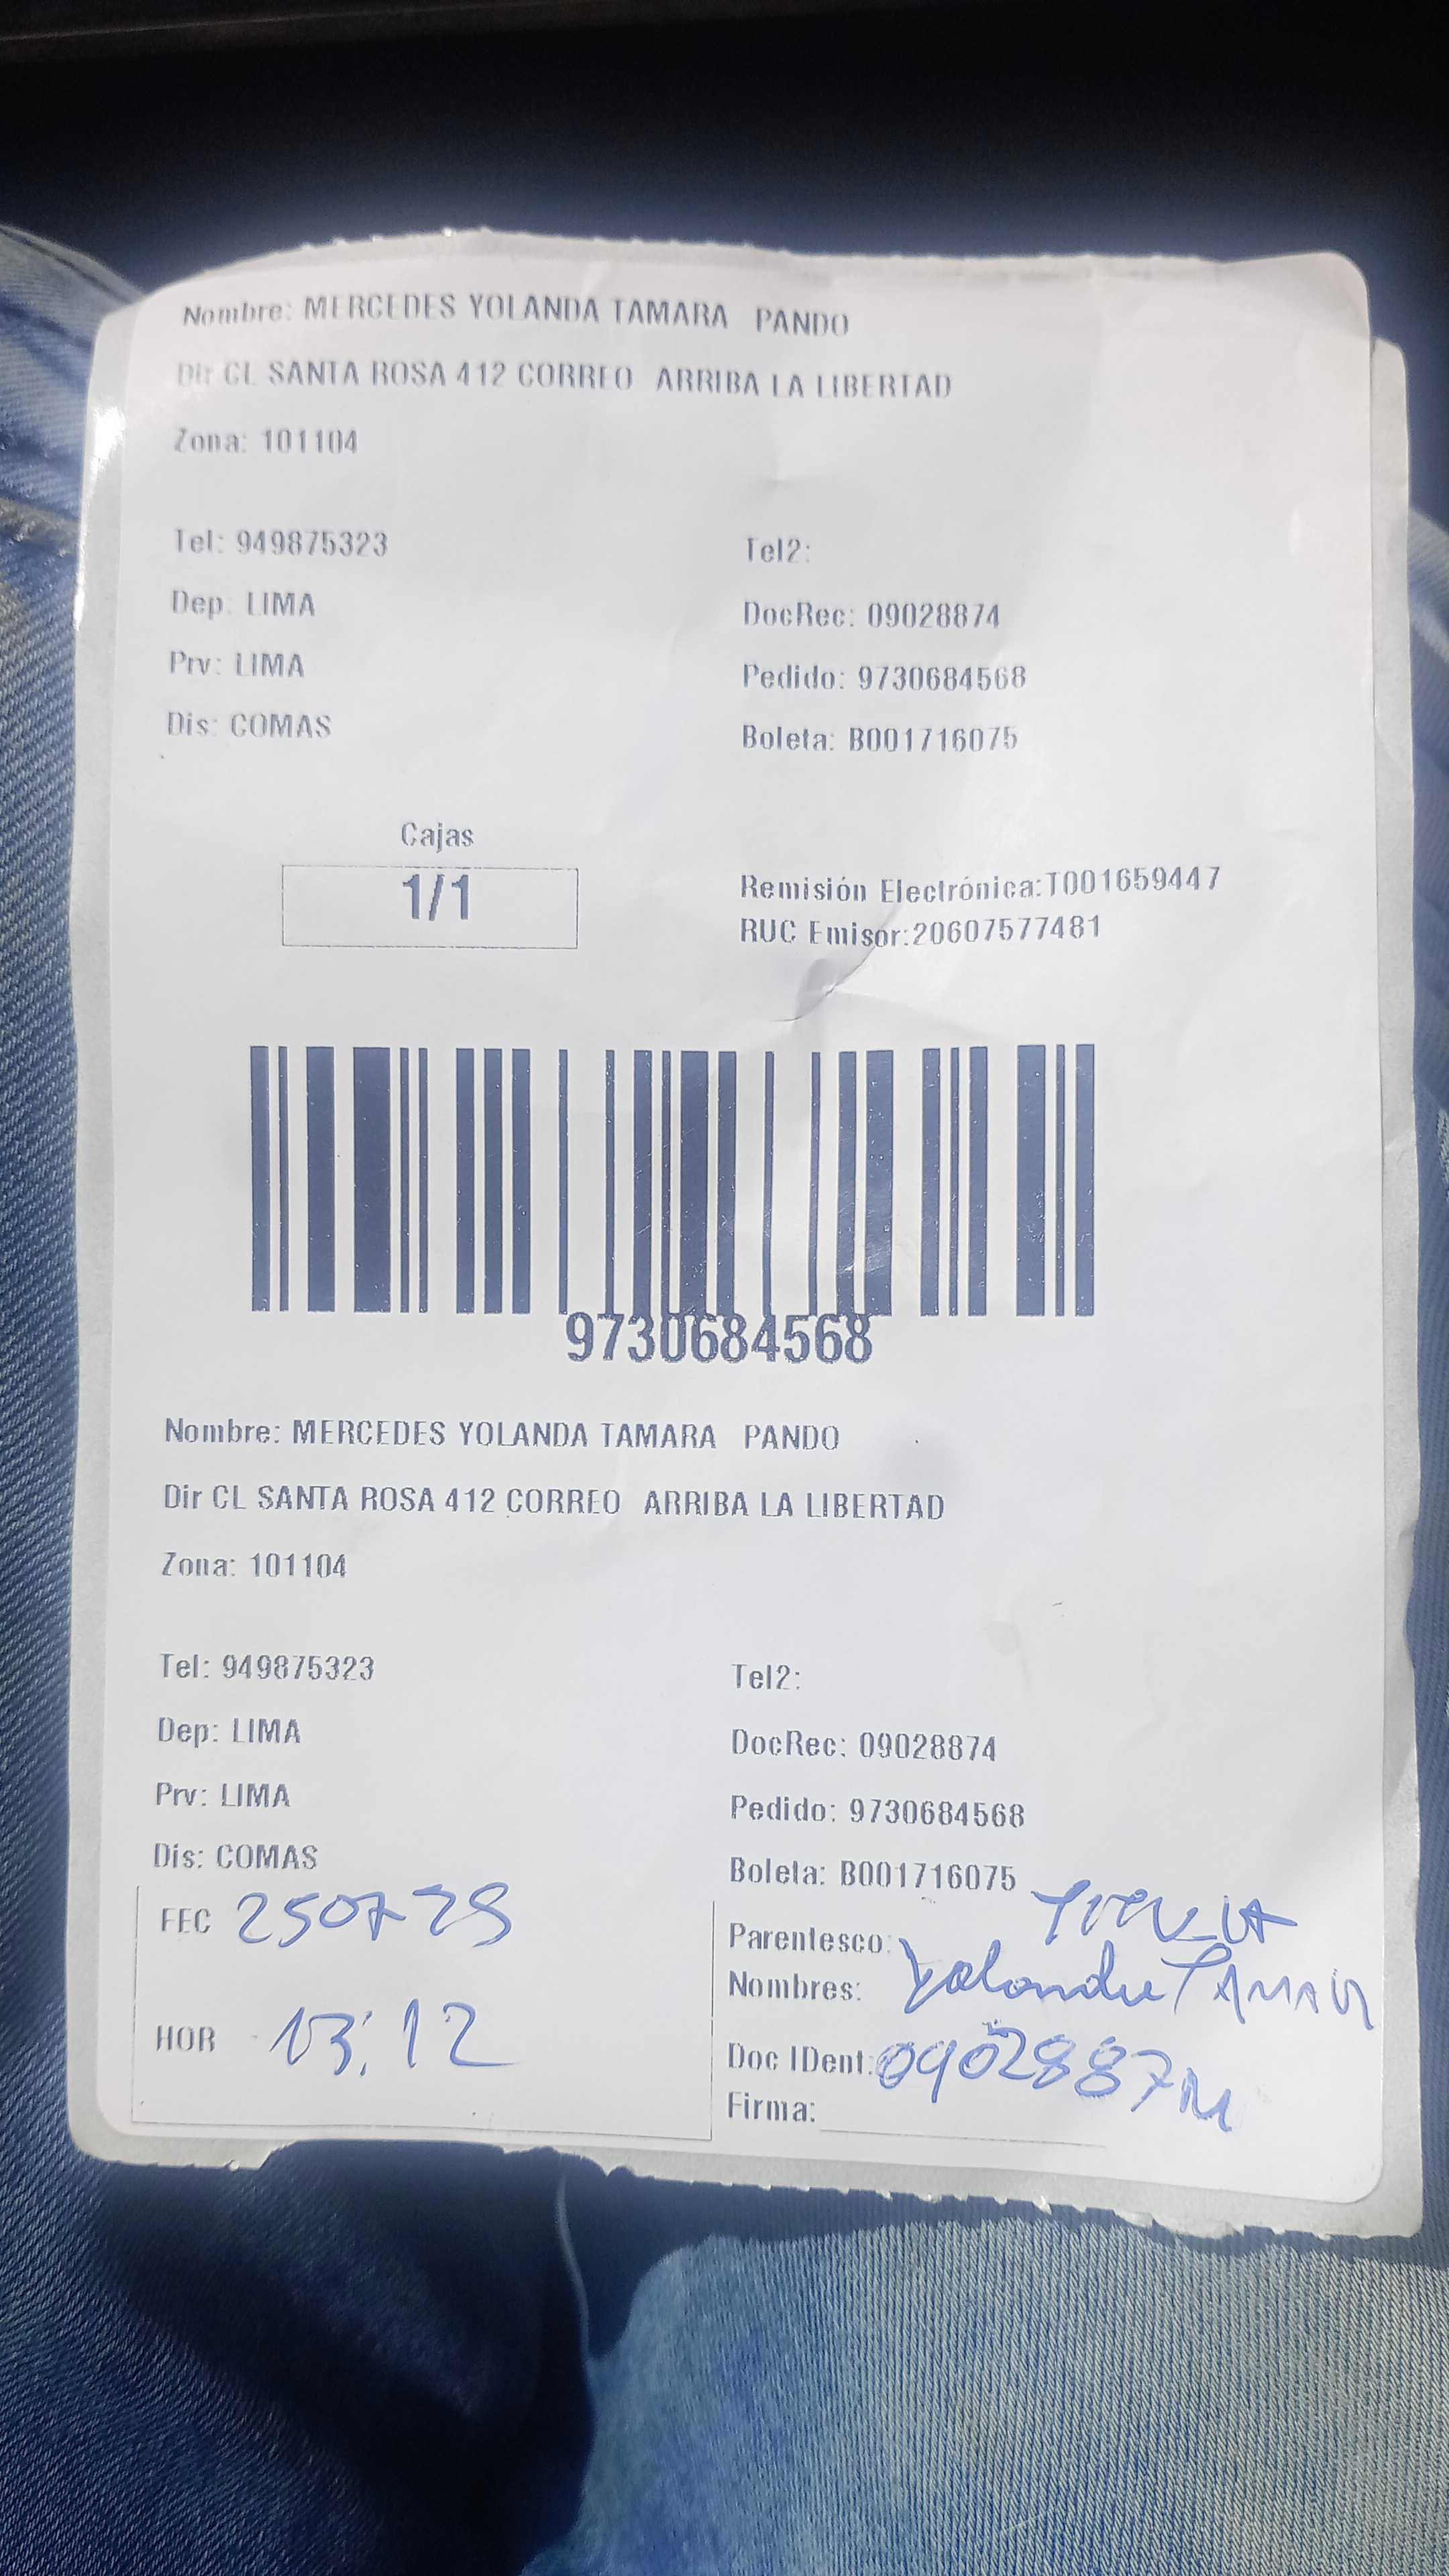 Nombre: MERCEDES YOLANDA TAMARA PANDO
Dir CL SANTA ROSA 412 CORREO ARRIBA LA LIBERTAD
Zona: 101104
Tel: 949875323
Tel2:
Dep: LIMA
DocRec: 09028874
Prv: LIMA
Pedido: 9730684568
Dis: COMAS
Boleta: B001716075
Cajas
1/1
Remisión Electrónica:T001659447
RUC Emisor:20607577481
9730684568
Nombre: MERCEDES YOLANDA TAMARA PANDO
Dir CL SANTA ROSA 412 CORREO ARRIBA LA LIBERTAD
Zona: 101104
Tel: 949875323
Tel2:
Dep: LIMA
DocRec: 09028874
Prv: LIMA
Pedido: 9730684568
Dis: COMAS
Boleta: B001716075
FEC
Parentesco:
Nombres: Yolanda
HOR 13:12
Doc IDent: 09028874
Firma: